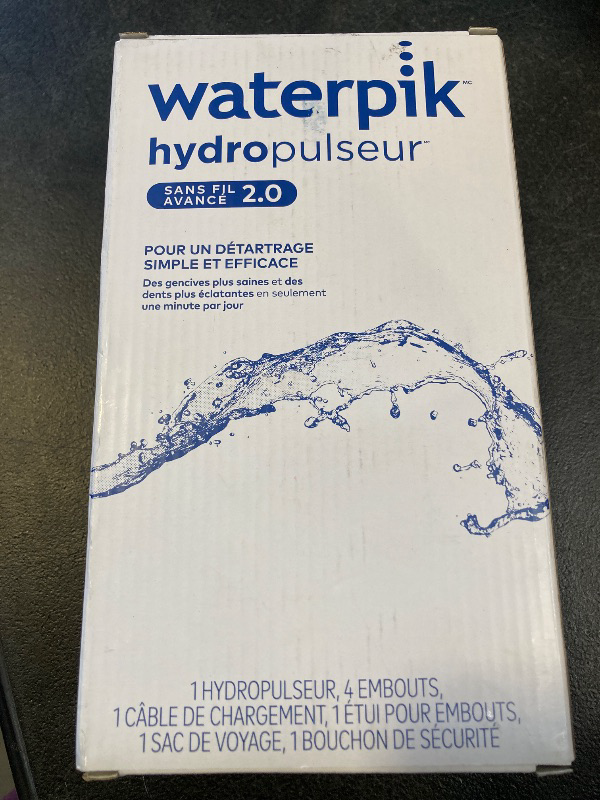 waterpik MC
hydropulseur MC
SANS FIL
AVANCÉ 2.0
POUR UN DÉTARTRAGE
SIMPLE ET EFFICACE
Des gencives plus saines et des
dents plus éclatantes en seulement
une minute par jour
1 HYDROPULSEUR, 4 EMBOUTS,
1 CÂBLE DE CHARGEMENT, 1 ÉTUI POUR EMBOUTS,
1 SAC DE VOYAGE, 1 BOUCHON DE SÉCURITÉ